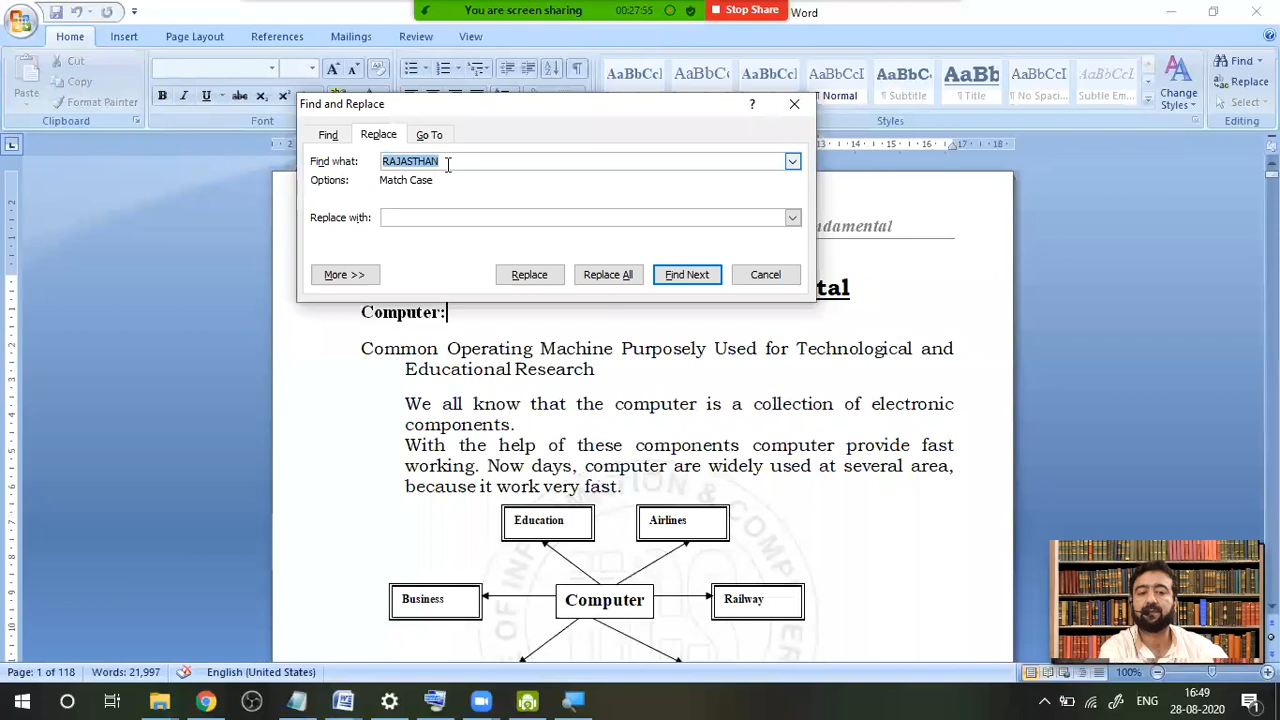 You are screen sharing
00:27:55
Stop Share
Word
Home
Insert
Page Layout
References
Mailings
Review
View
Cut
Copy
Format Painter
Paste
Clipboard
Font
AaBbCcI
AaBbCc
AaBbCcI
AaBbCcI
AaBbCc
AaBb
AaBbCcI
AaBbCcI
Normal
Subtitle
Title
No Spaci...
Subtle Em...
Change
Styles
Styles
Find
Replace
Select
Editing
Find and Replace
Find
Replace
Go To
Find what:
RAJASTHAN
Options:
Match Case
Replace with:
More >>
Replace
Replace All
Find Next
Cancel
ndamental
tal
Computer:
Common Operating Machine Purposely Used for Technological and
Educational Research
We all know that the computer is a collection of electronic
components.
With the help of these components computer provide fast
working. Now days, computer are widely used at several area,
because it work very fast.
Education
Airlines
Business
Computer
Railway
Page: 1 of 118
Words: 21,997
English (United States)
100%
ENG
16:49
28-08-2020